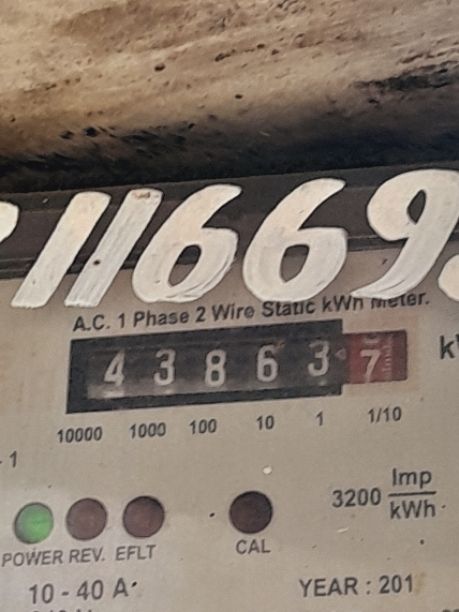 11669
A.C. 1 Phase 2 Wire Static kWh Meter.
4 3 8 6 3 7
10000 1000 100 10 1 1/10
1
3200 Imp
kWh
POWER REV. EFLT CAL
10 - 40 A
YEAR : 201